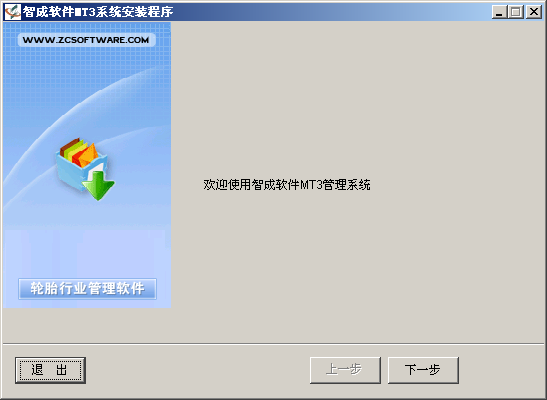 智成软件MT3系统安装程序
WWW.ZCSOFTWARE.COM
欢迎使用智成软件MT3管理系统
轮胎行业管理软件
退 出
上一步
下一步